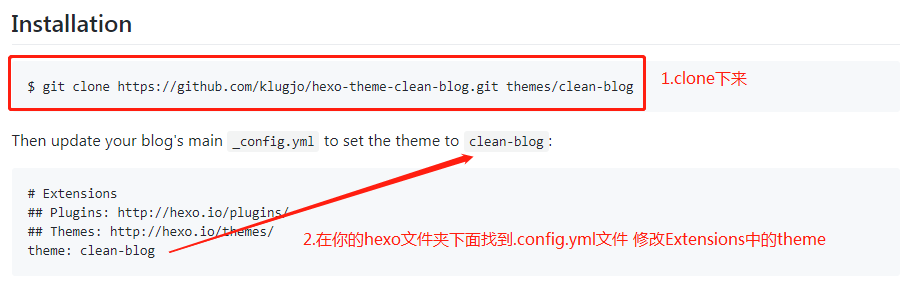 Installation
$ git clone https://github.com/klugjo/hexo-theme-clean-blog.git themes/clean-blog
1.clone下来
Then update your blog's main _config.yml to set the theme to clean-blog:
# Extensions
## Plugins: http://hexo.io/plugins/
## Themes: http://hexo.io/themes/
theme: clean-blog
2.在你的hexo文件夹下面找到.config.yml文件 修改Extensions中的theme